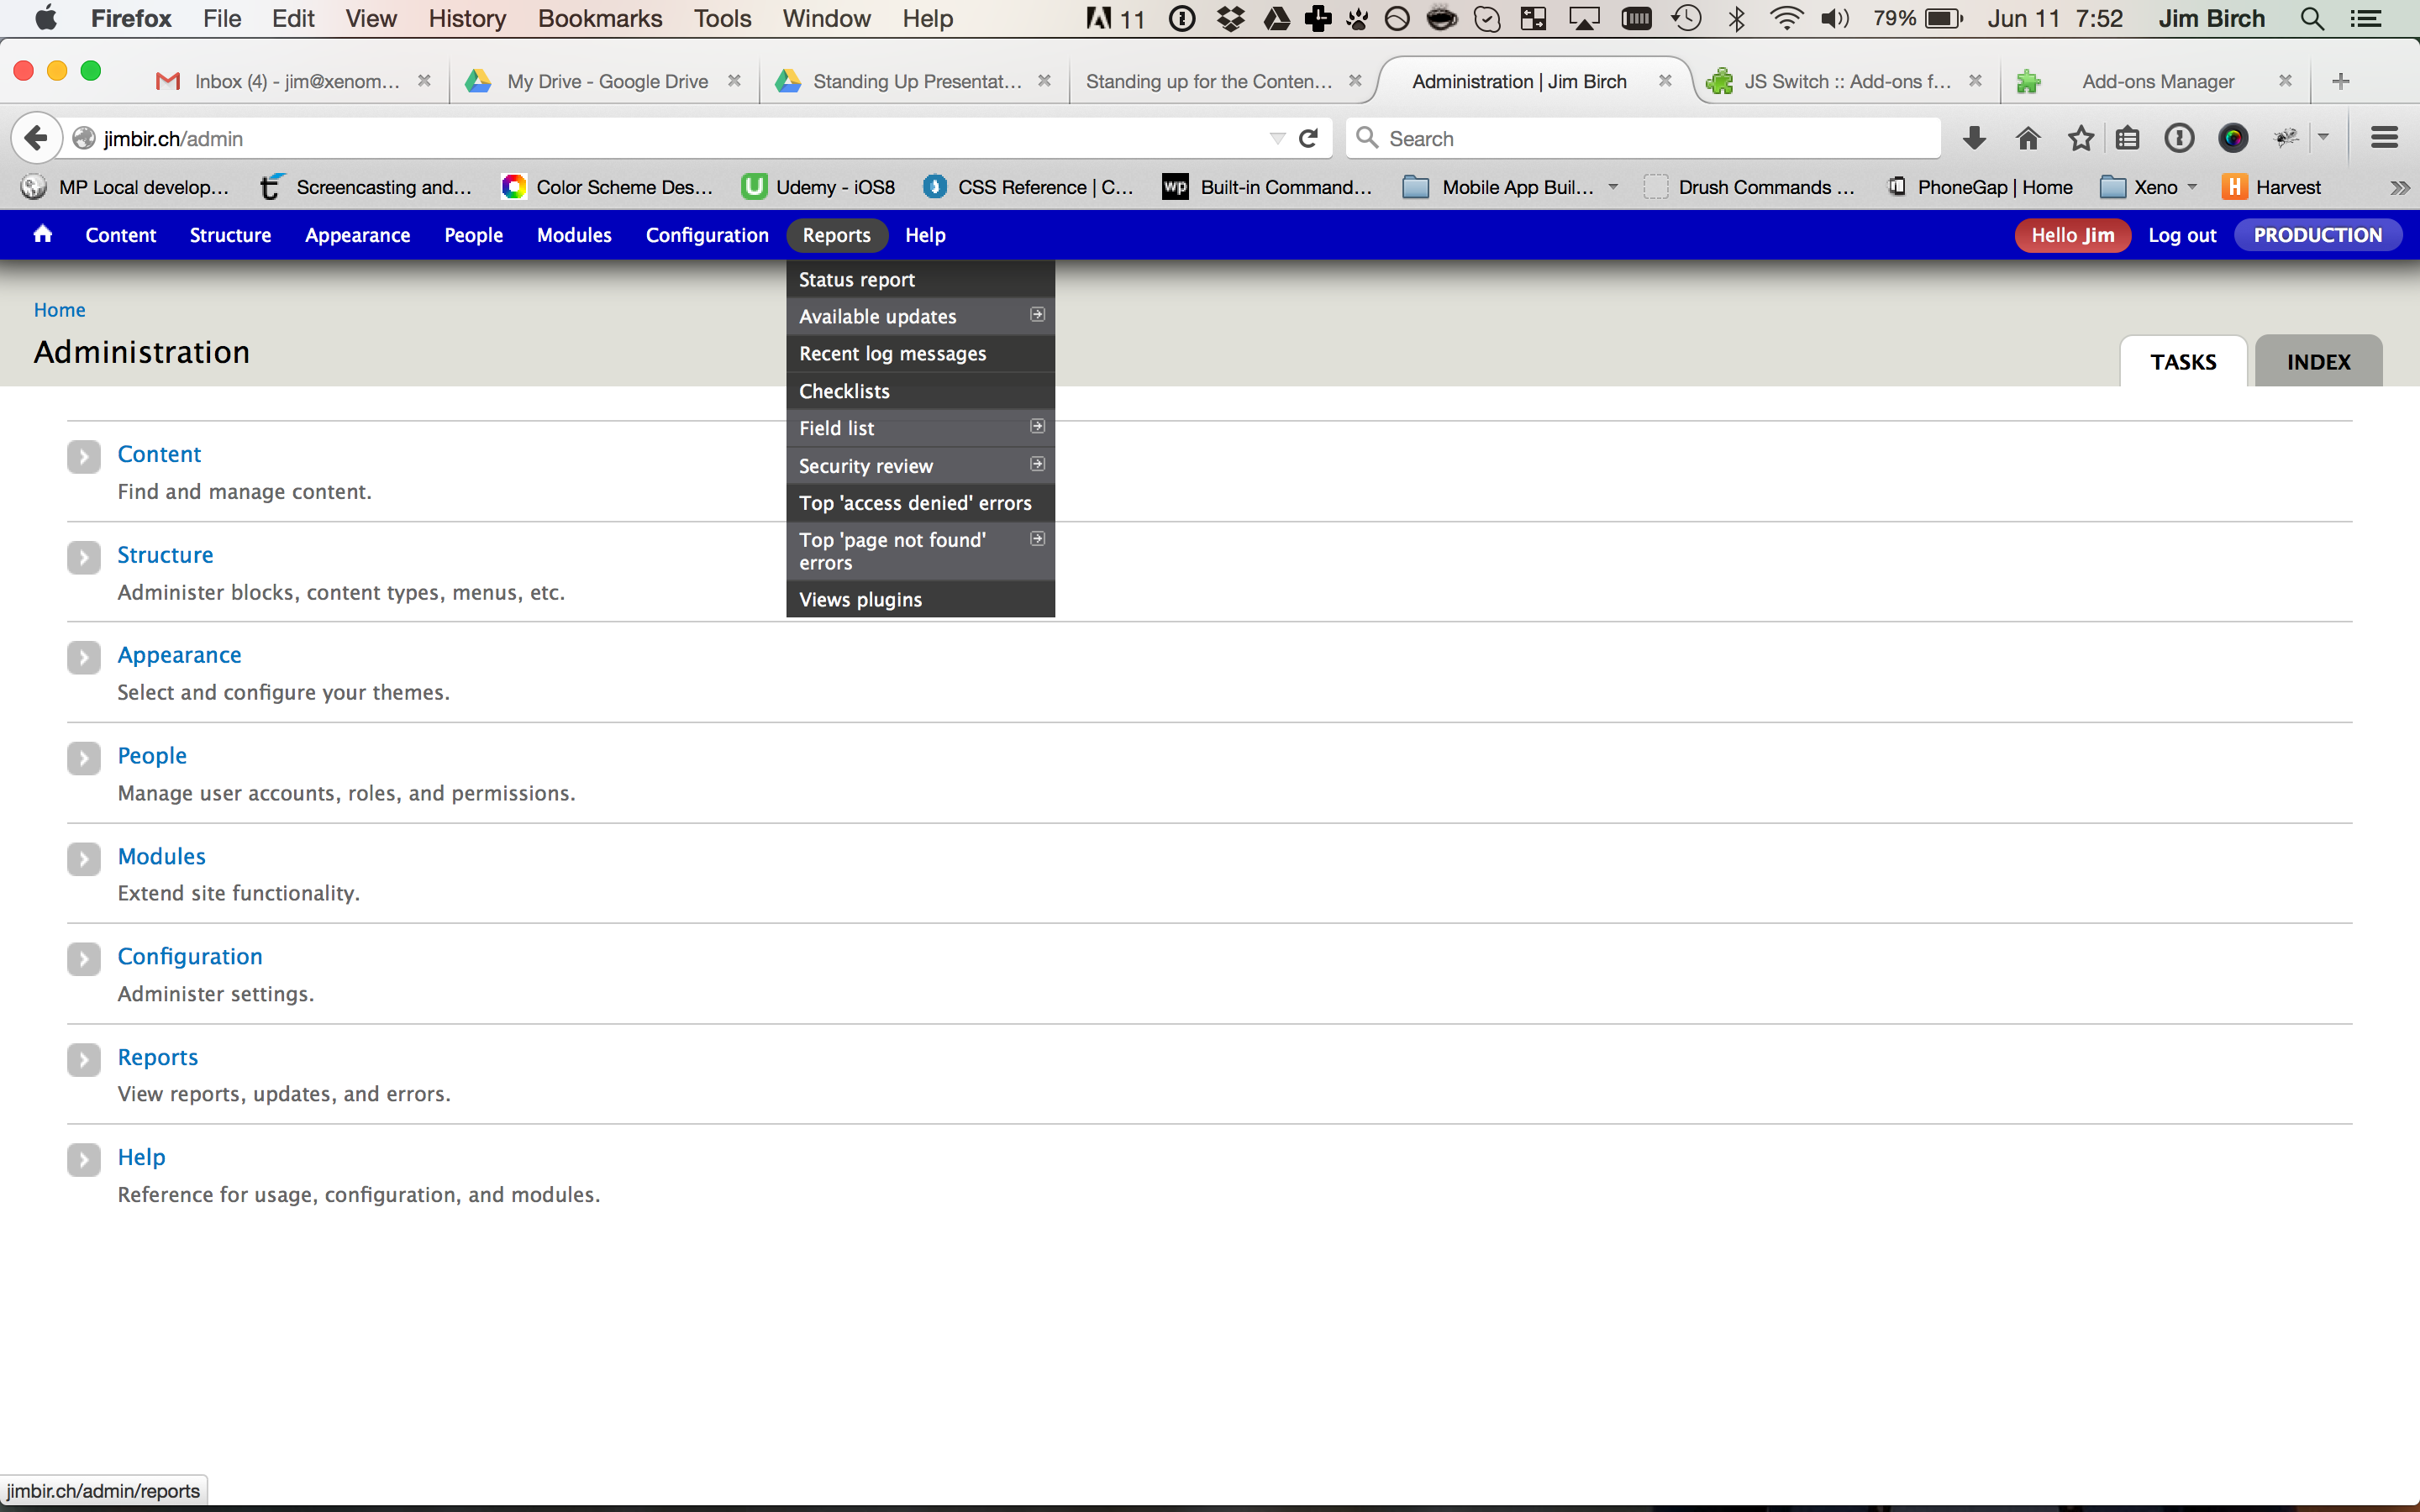 Firefox File Edit View History Bookmarks Tools Window Help 11 79% Jun 11 7:52 Jim Birch
Inbox (4) - jim@xenom... My Drive - Google Drive Standing Up Presentat... Standing up for the Conten... Administration | Jim Birch JS Switch :: Add-ons f... Add-ons Manager
jimbir.ch/admin Search
MP Local develop... Screencasting and... Color Scheme Des... Udemy - iOS8 CSS Reference | C... wp Built-in Command... Mobile App Buil... Drush Commands ... PhoneGap | Home Xeno H Harvest
Content Structure Appearance People Modules Configuration Reports Help Hello Jim Log out PRODUCTION
Status report
Available updates
Recent log messages
Checklists
Field list
Security review
Top 'access denied' errors
Top 'page not found'
errors
Views plugins
Home
Administration
TASKS INDEX
Content
Find and manage content.
Structure
Administer blocks, content types, menus, etc.
Appearance
Select and configure your themes.
People
Manage user accounts, roles, and permissions.
Modules
Extend site functionality.
Configuration
Administer settings.
Reports
View reports, updates, and errors.
Help
Reference for usage, configuration, and modules.
jimbir.ch/admin/reports